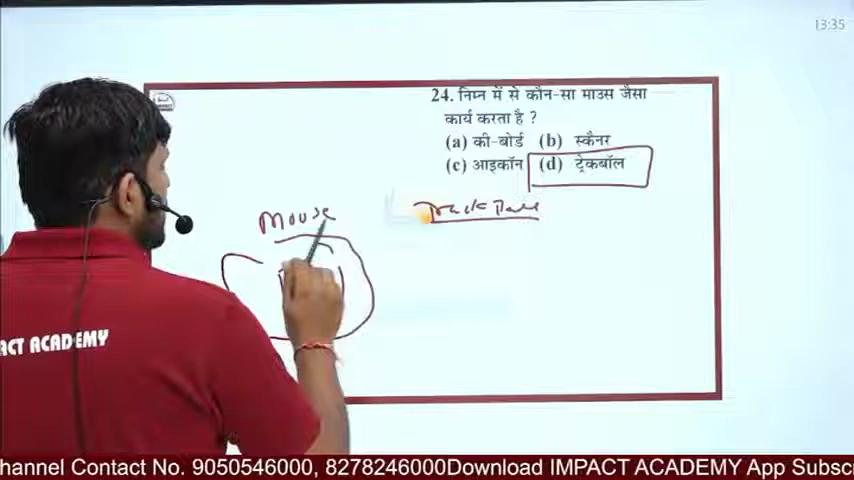 13:35
24. निम्न में से कौन-सा माउस जैसा
कार्य करता है ?
(a) की-बोर्ड (b) स्कैनर
(c) आइकॉन (d) ट्रेकबॉल
Mouse
Track Ball
ACT ACADEMY
hannel Contact No. 9050546000, 8278246000Download IMPACT ACADEMY App Subsc